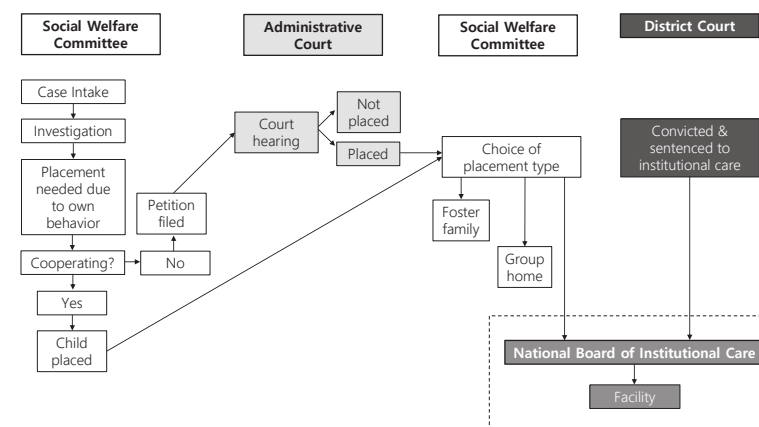 Social Welfare
Committee
Administrative
Court
Social Welfare
Committee
District Court
Case Intake
Investigation
Placement
needed due
to own
behavior
Cooperating?
Yes
Child
placed
No
Petition
filed
Court
hearing
Not
placed
Placed
Choice of
placement type
Foster
family
Group
home
Convicted &
sentenced to
institutional care
National Board of Institutional Care
Facility